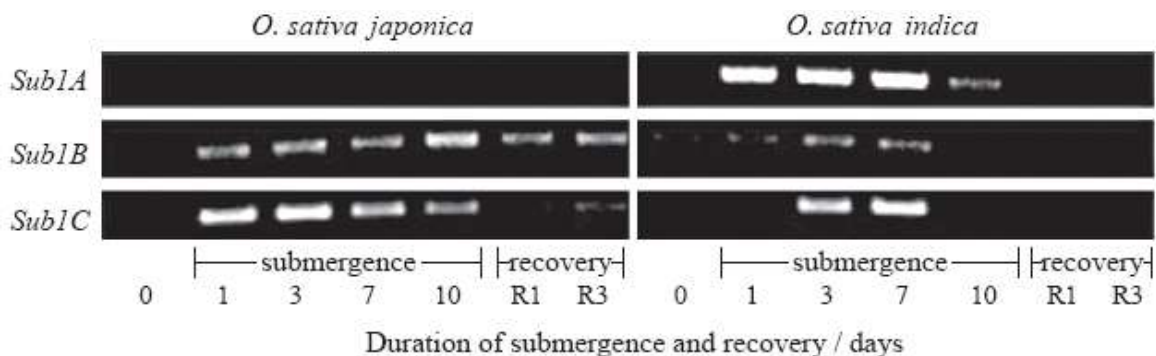 O. sativa japonica O. sativa indica
Sub1A
Sub1B
Sub1C
submergence recovery submergence recovery
0 1 3 7 10 R1 R3 0 1 3 7 10 R1 R3
Duration of submergence and recovery / days